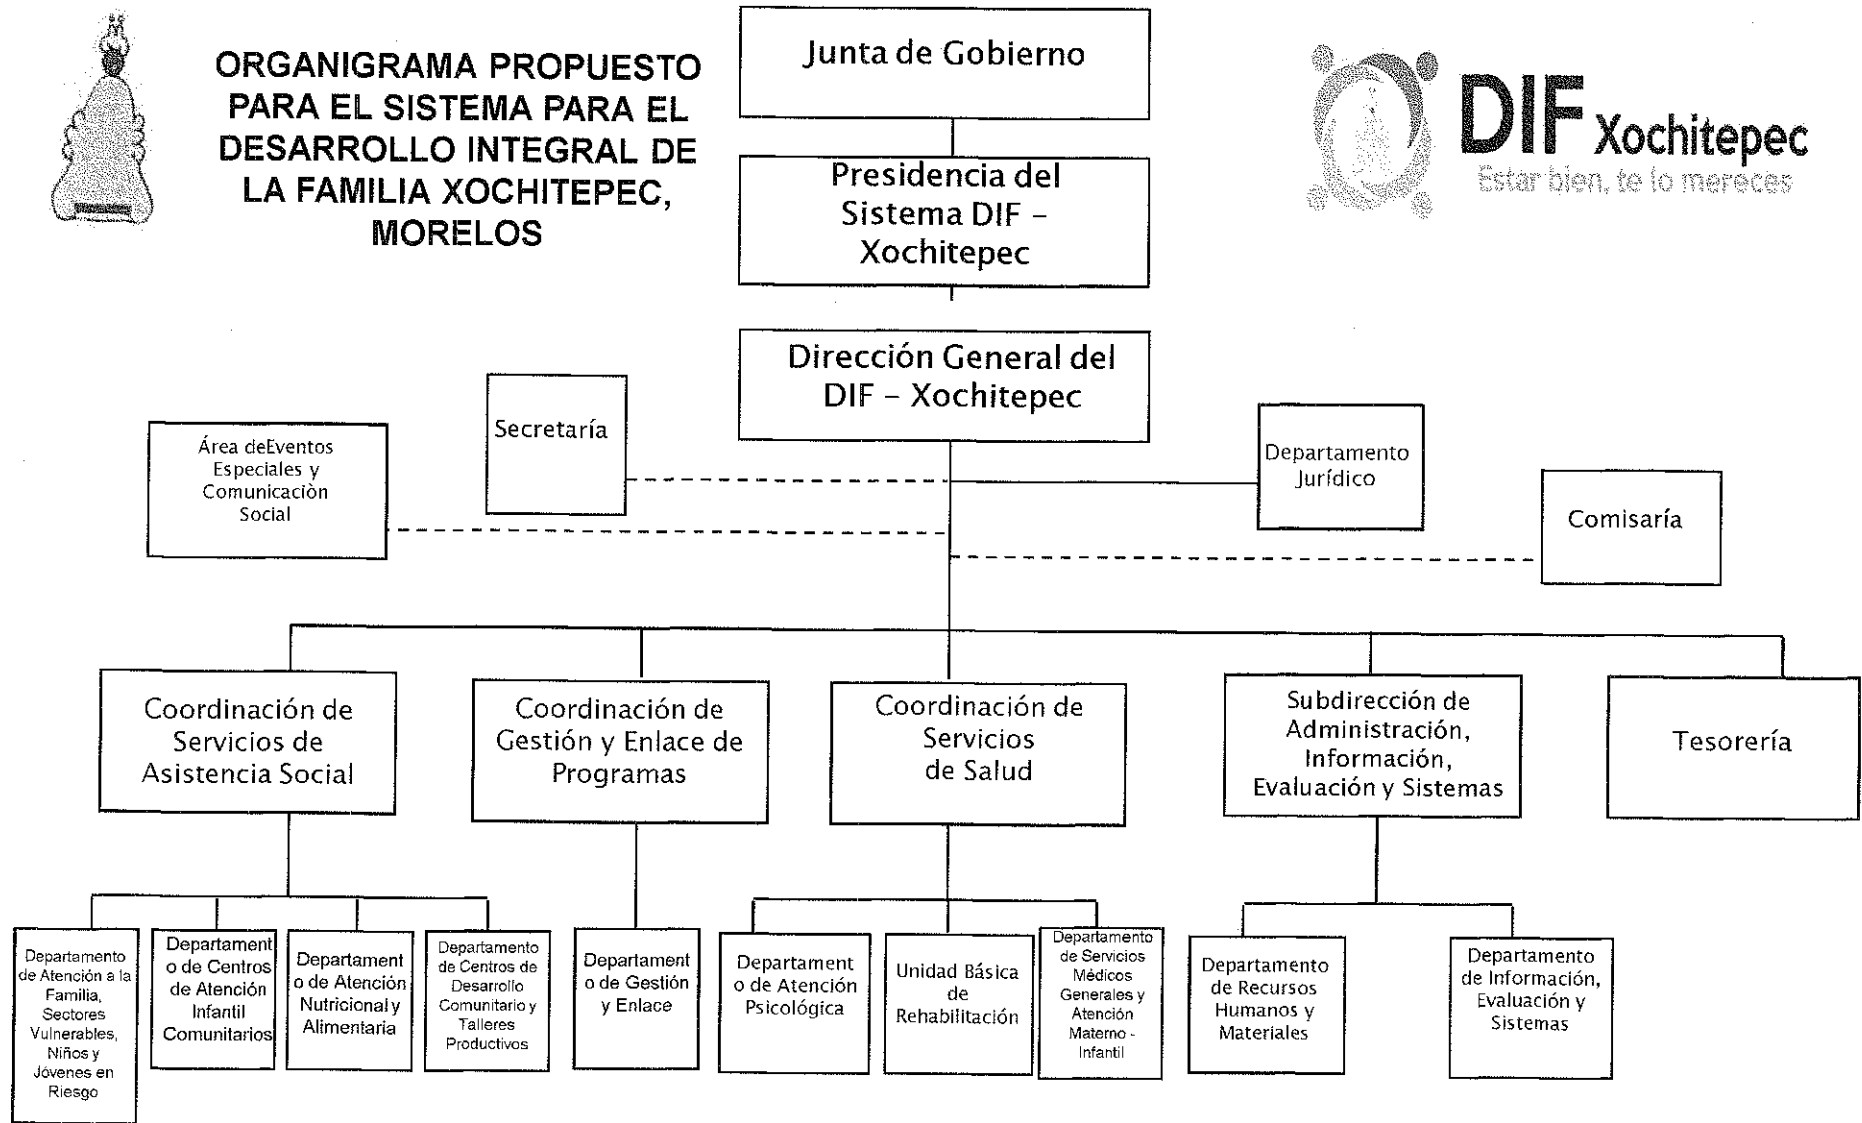 ORGANIGRAMA PROPUESTO
PARA EL SISTEMA PARA EL
DESARROLLO INTEGRAL DE
LA FAMILIA XOCHITEPEC,
MORELOS
Junta de Gobierno
DIF Xochitepec
Estar bien, te lo mereces
Presidencia del
Sistema DIF –
Xochitepec
Dirección General del
DIF – Xochitepec
Secretaría
Área deEventos
Especiales y
Comunicaciòn
Social
Departamento
Jurídico
Comisaría
Coordinación de
Servicios de
Asistencia Social
Coordinación de
Gestión y Enlace de
Programas
Coordinación de
Servicios
de Salud
Subdirección de
Administración,
Información,
Evaluación y Sistemas
Tesorería
Departamento
de Atención a la
Familia,
Sectores
Vulnerables,
Niños y
Jóvenes en
Riesgo
Departament
o de Centros
de Atención
Infantil
Comunitarios
Departament
o de Atención
Nutricional y
Alimentaria
Departamento
de Centros de
Desarrollo
Comunitario y
Talleres
Productivos
Departament
o de Gestión
y Enlace
Departament
o de Atención
Psicológica
Unidad Básica
de
Rehabilitación
Departamento
de Servicios
Médicos
Generales y
Atención
Materno -
Infantil
Departamento
de Recursos
Humanos y
Materiales
Departamento
de Información,
Evaluación y
Sistemas